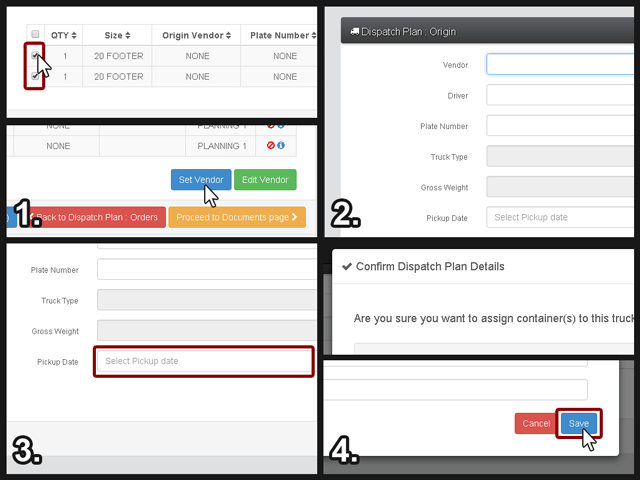 QTY Size Origin Vendor Plate Number
1 20 FOOTER NONE NONE
1 20 FOOTER NONE NONE
NONE PLANNING 1
NONE PLANNING 1
Set Vendor Edit Vendor
Back to Dispatch Plan : Orders Proceed to Documents page
1.
Dispatch Plan : Origin
Vendor
Driver
Plate Number
Truck Type
Gross Weight
Pickup Date Select Pickup date
2.
Plate Number
Truck Type
Gross Weight
Pickup Date Select Pickup date
3.
Confirm Dispatch Plan Details
Are you sure you want to assign container(s) to this truck
Cancel Save
4.